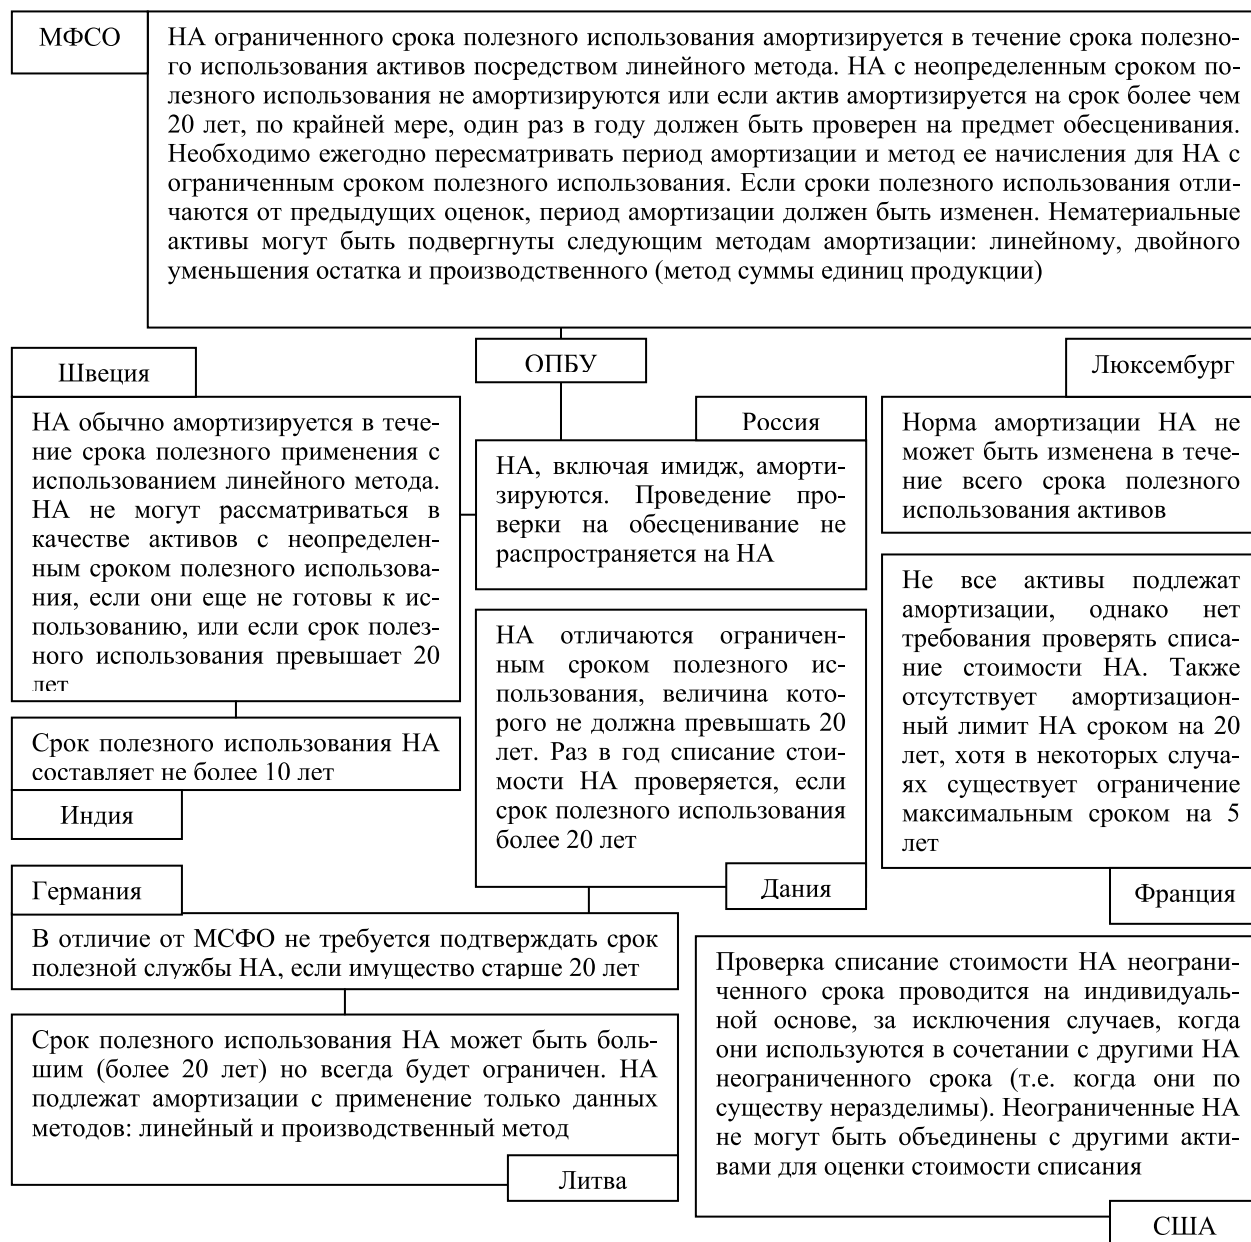 МФСО
НА ограниченного срока полезного использования амортизируется в течение срока полезно-
го использования активов посредством линейного метода. НА с неопределенным сроком по-
лезного использования не амортизируются или если актив амортизируется на срок более чем
20 лет, по крайней мере, один раз в году должен быть проверен на предмет обесценивания.
Необходимо ежегодно пересматривать период амортизации и метод ее начисления для НА с
ограниченным сроком полезного использования. Если сроки полезного использования отли-
чаются от предыдущих оценок, период амортизации должен быть изменен. Нематериальные
активы могут быть подвергнуты следующим методам амортизации: линейному, двойного
уменьшения остатка и производственного (метод суммы единиц продукции)
ОПБУ
Швеция
НА обычно амортизируется в тече-
ние срока полезного применения с
использованием линейного метода.
НА не могут рассматриваться в
качестве активов с неопределен-
ным сроком полезного использова-
ния, если они еще не готовы к ис-
пользованию, или если срок полез-
ного использования превышает 20
лет
Срок полезного использования НА
составляет не более 10 лет
Индия
Россия
НА, включая имидж, аморти-
зируются. Проведение про-
верки на обесценивание не
распространяется на НА
НА отличаются ограничен-
ным сроком полезного ис-
пользования, величина кото-
рого не должна превышать 20
лет. Раз в год списание стои-
мости НА проверяется, если
срок полезного использования
более 20 лет
Дания
Люксембург
Норма амортизации НА не
может быть изменена в тече-
ние всего срока полезного
использования активов
Не все активы подлежат
амортизации, однако нет
требования проверять списа-
ние стоимости НА. Также
отсутствует амортизацион-
ный лимит НА сроком на 20
лет, хотя в некоторых случа-
ях существует ограничение
максимальным сроком на 5
лет
Франция
Германия
В отличие от МСФО не требуется подтверждать срок
полезной службы НА, если имущество старше 20 лет
Срок полезного использования НА может быть боль-
шим (более 20 лет) но всегда будет ограничен. НА
подлежат амортизации с применение только данных
методов: линейный и производственный метод
Литва
Проверка списание стоимости НА неограни-
ченного срока проводится на индивидуаль-
ной основе, за исключения случаев, когда
они используются в сочетании с другими НА
неограниченного срока (т.е. когда они по
существу неразделимы). Неограниченные НА
не могут быть объединены с другими акти-
вами для оценки стоимости списания
США